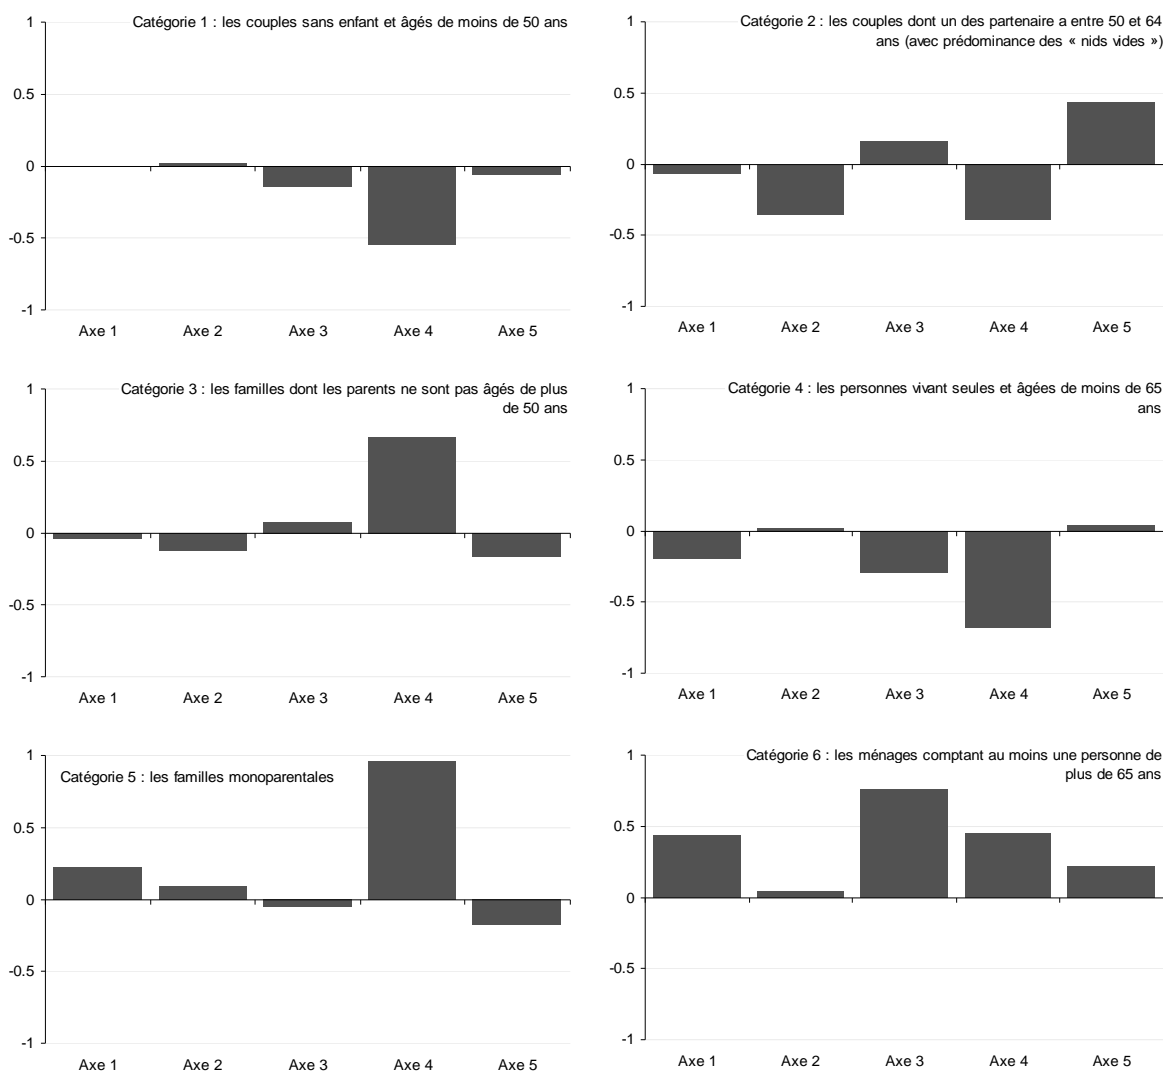 Catégorie 1 : les couples sans enfant et âgés de moins de 50 ans
1
0.5
0
-0.5
-1
Axe 1 Axe 2 Axe 3 Axe 4 Axe 5
Catégorie 2 : les couples dont un des partenaire a entre 50 et 64
ans (avec prédominance des « nids vides »)
1
0.5
0
-0.5
-1
Axe 1 Axe 2 Axe 3 Axe 4 Axe 5
Catégorie 3 : les familles dont les parents ne sont pas âgés de plus
de 50 ans
1
0.5
0
-0.5
-1
Axe 1 Axe 2 Axe 3 Axe 4 Axe 5
Catégorie 4 : les personnes vivant seules et âgées de moins de 65
ans
1
0.5
0
-0.5
-1
Axe 1 Axe 2 Axe 3 Axe 4 Axe 5
Catégorie 5 : les familles monoparentales
1
0.5
0
-0.5
-1
Axe 1 Axe 2 Axe 3 Axe 4 Axe 5
Catégorie 6 : les ménages comptant au moins une personne de
plus de 65 ans
1
0.5
0
-0.5
-1
Axe 1 Axe 2 Axe 3 Axe 4 Axe 5